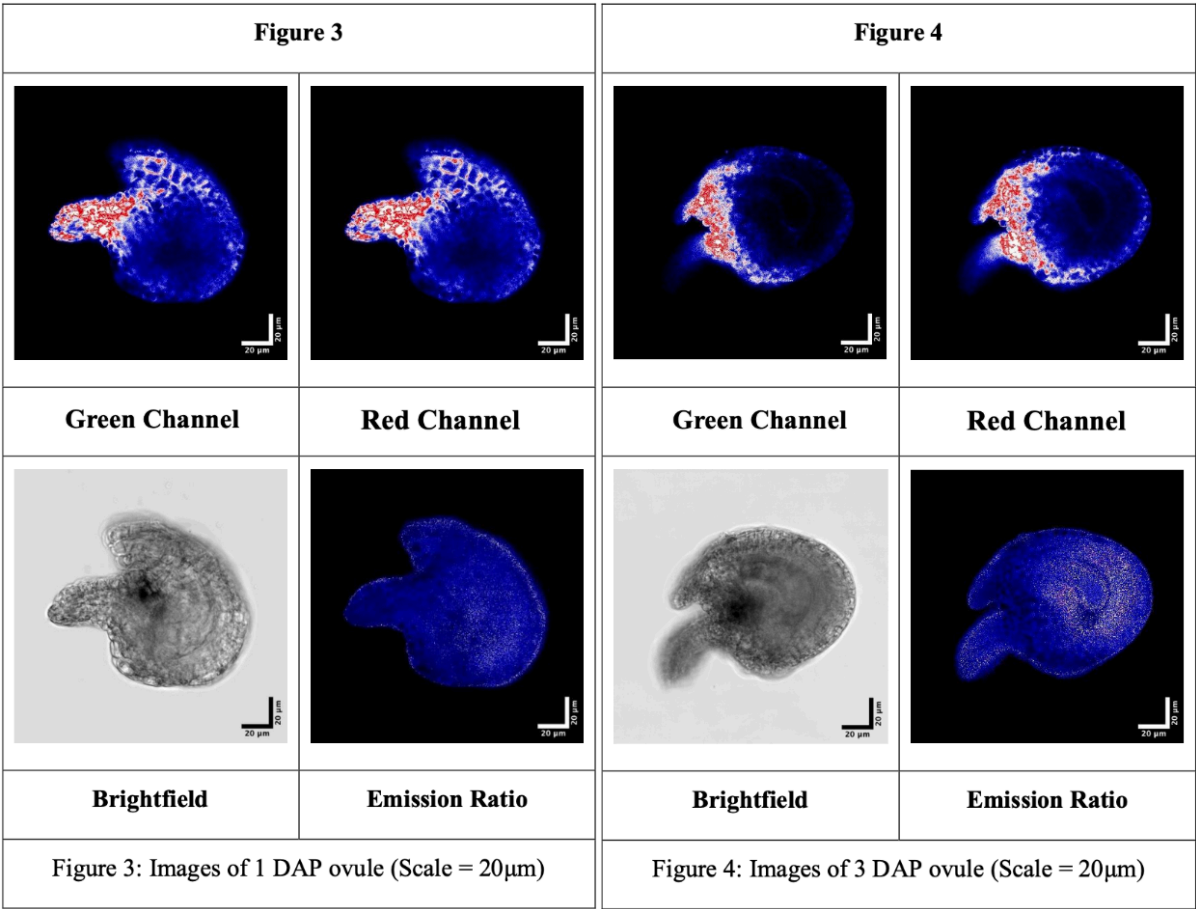 Figure 3
Figure 4
20 µm
20 µm
20 µm
20 µm
20 µm
20 µm
20 µm
20 µm
Green Channel
Red Channel
Green Channel
Red Channel
20 µm
20 µm
20 µm
20 µm
20 µm
20 µm
20 µm
20 µm
Brightfield
Emission Ratio
Brightfield
Emission Ratio
Figure 3: Images of 1 DAP ovule (Scale = 20µm)
Figure 4: Images of 3 DAP ovule (Scale = 20µm)